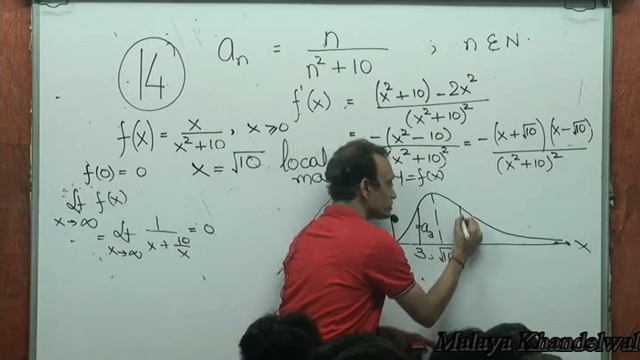 14
aₙ = n / (n² + 10) ; n ∈ N.
f'(x) = ((x² + 10) - 2x²) / (x² + 10)²
f(x) = x / (x² + 10), x ≥ 0
= -(x² - 10) / (x² + 10)² = -(x + √10)(x - √10) / (x² + 10)²
f(0) = 0
x = √10 local
= f(x)
Lt f(x)
x → ∞
= Lt 1 / (x + 10/x) = 0
x → ∞
a₃
x
3 √10
Malaya Khandelwal